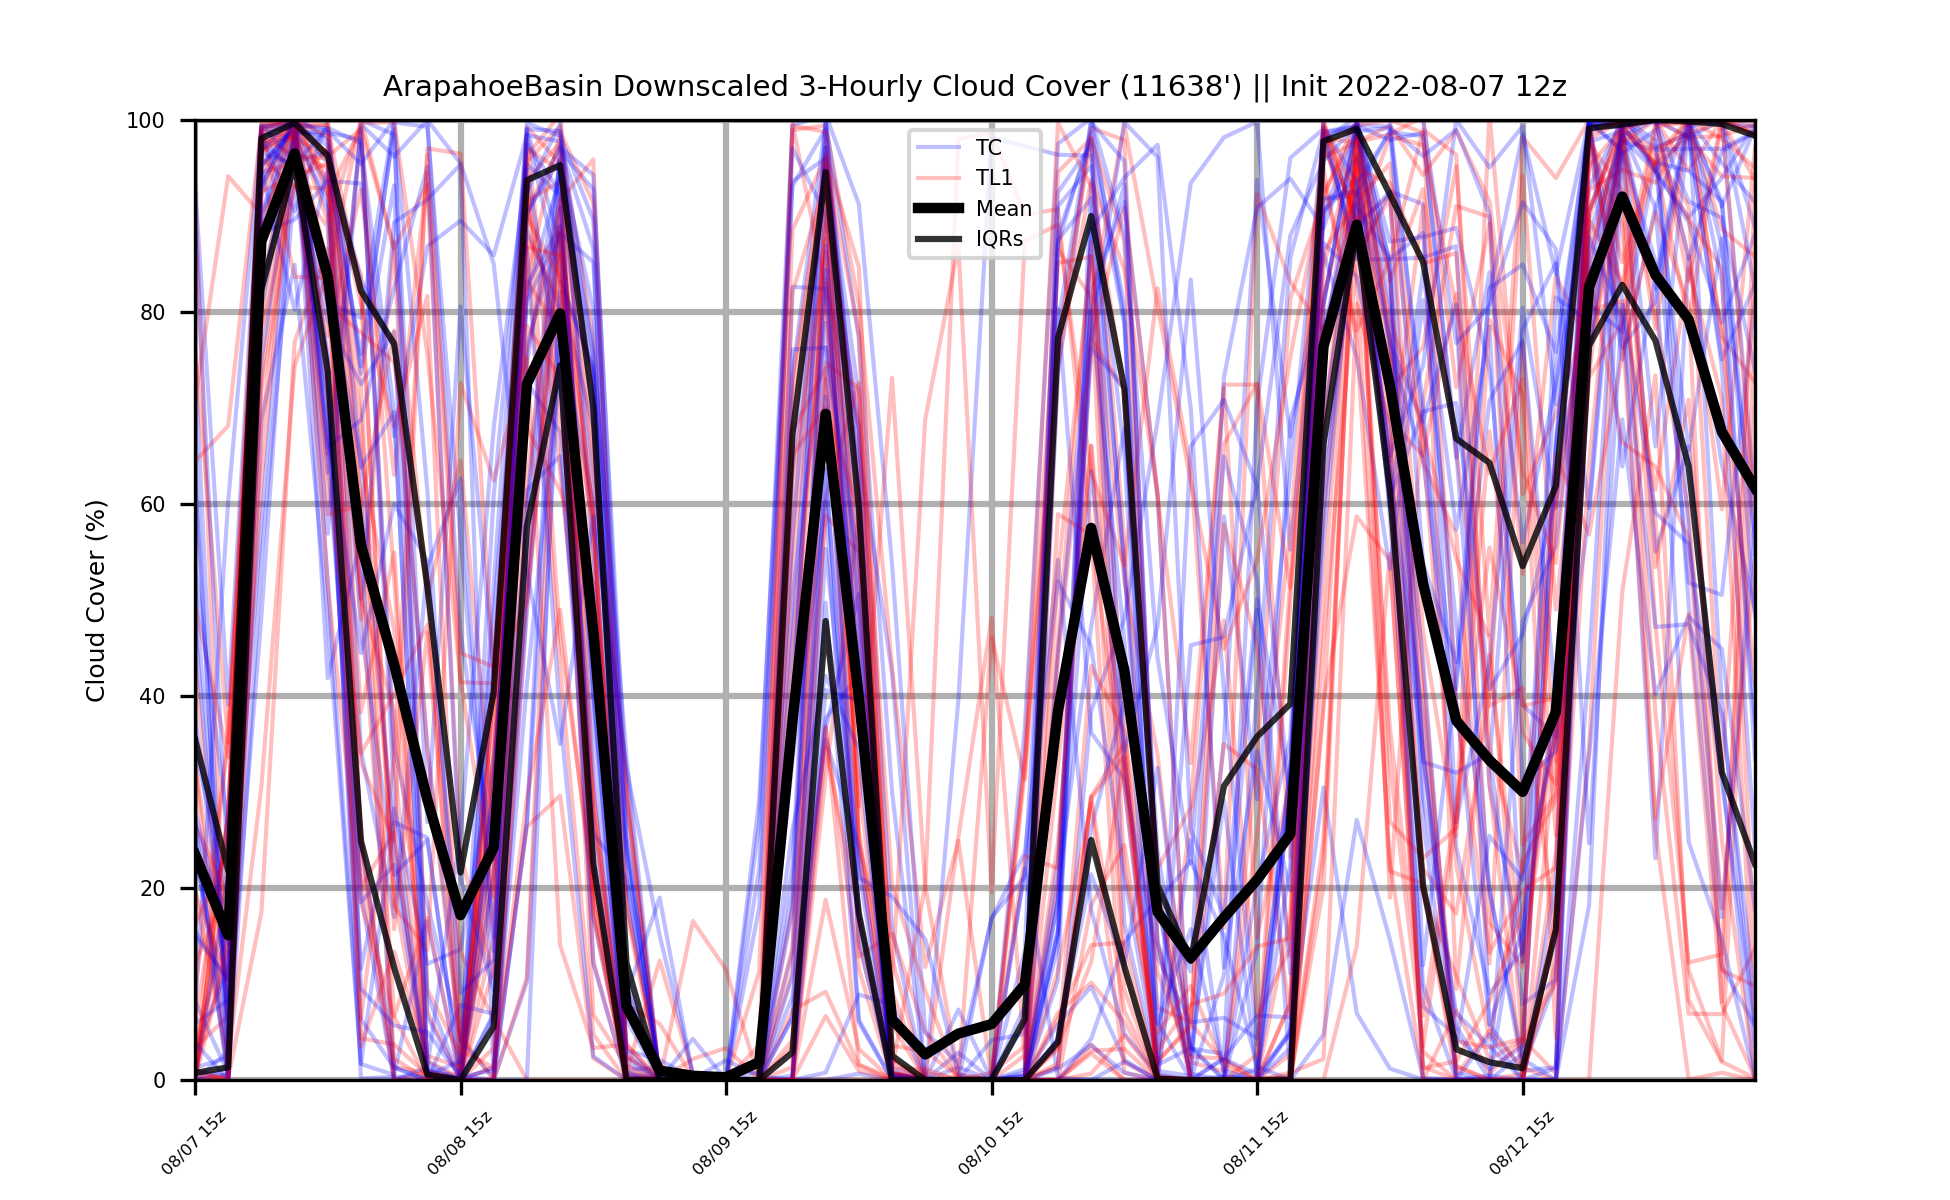 ArapahoeBasin Downscaled 3-Hourly Cloud Cover (11638') || Init 2022-08-07 12z
Cloud Cover (%)
100
80
60
40
20
0
TC
TL1
Mean
IQRs
08/07 15z
08/08 15z
08/09 15z
08/10 15z
08/11 15z
08/12 15z